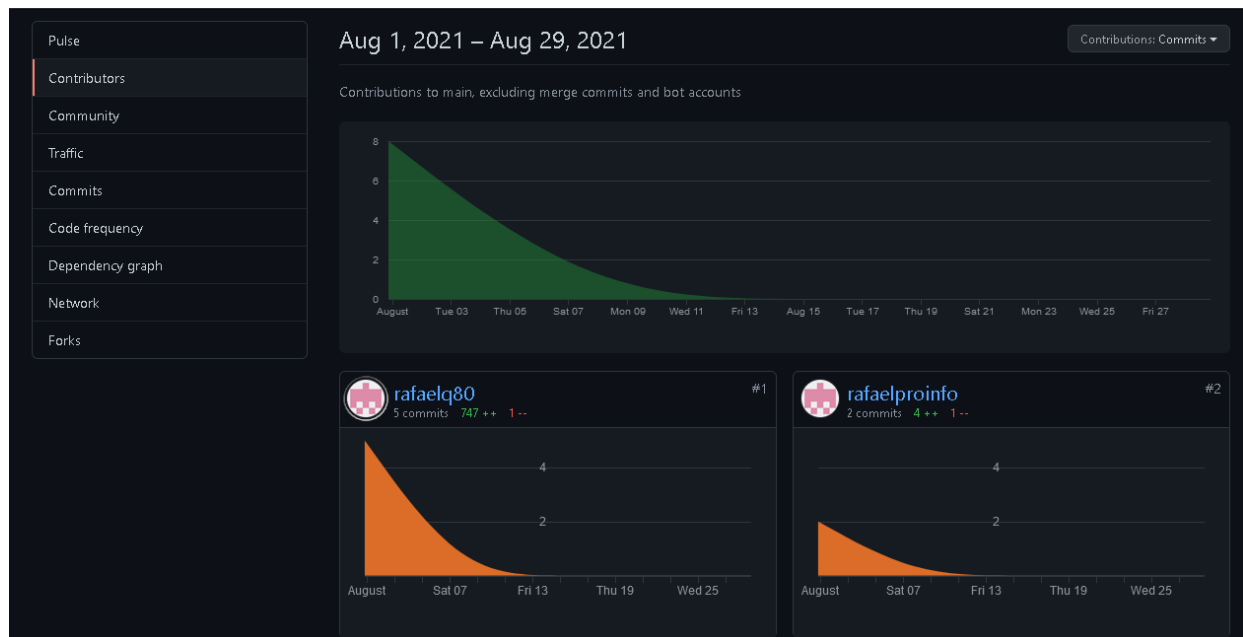 Pulse
Contributors
Community
Traffic
Commits
Code frequency
Dependency graph
Network
Forks
Aug 1, 2021 – Aug 29, 2021
Contributions: Commits
Contributions to main, excluding merge commits and bot accounts
8
6
4
2
0
August Tue 03 Thu 05 Sat 07 Mon 09 Wed 11 Fri 13 Aug 15 Tue 17 Thu 19 Sat 21 Mon 23 Wed 25 Fri 27
rafaelq80 #1
5 commits 747 ++ 1 --
4
2
August Sat 07 Fri 13 Thu 19 Wed 25
rafaelproinfo #2
2 commits 4 ++ 1 --
4
2
August Sat 07 Fri 13 Thu 19 Wed 25